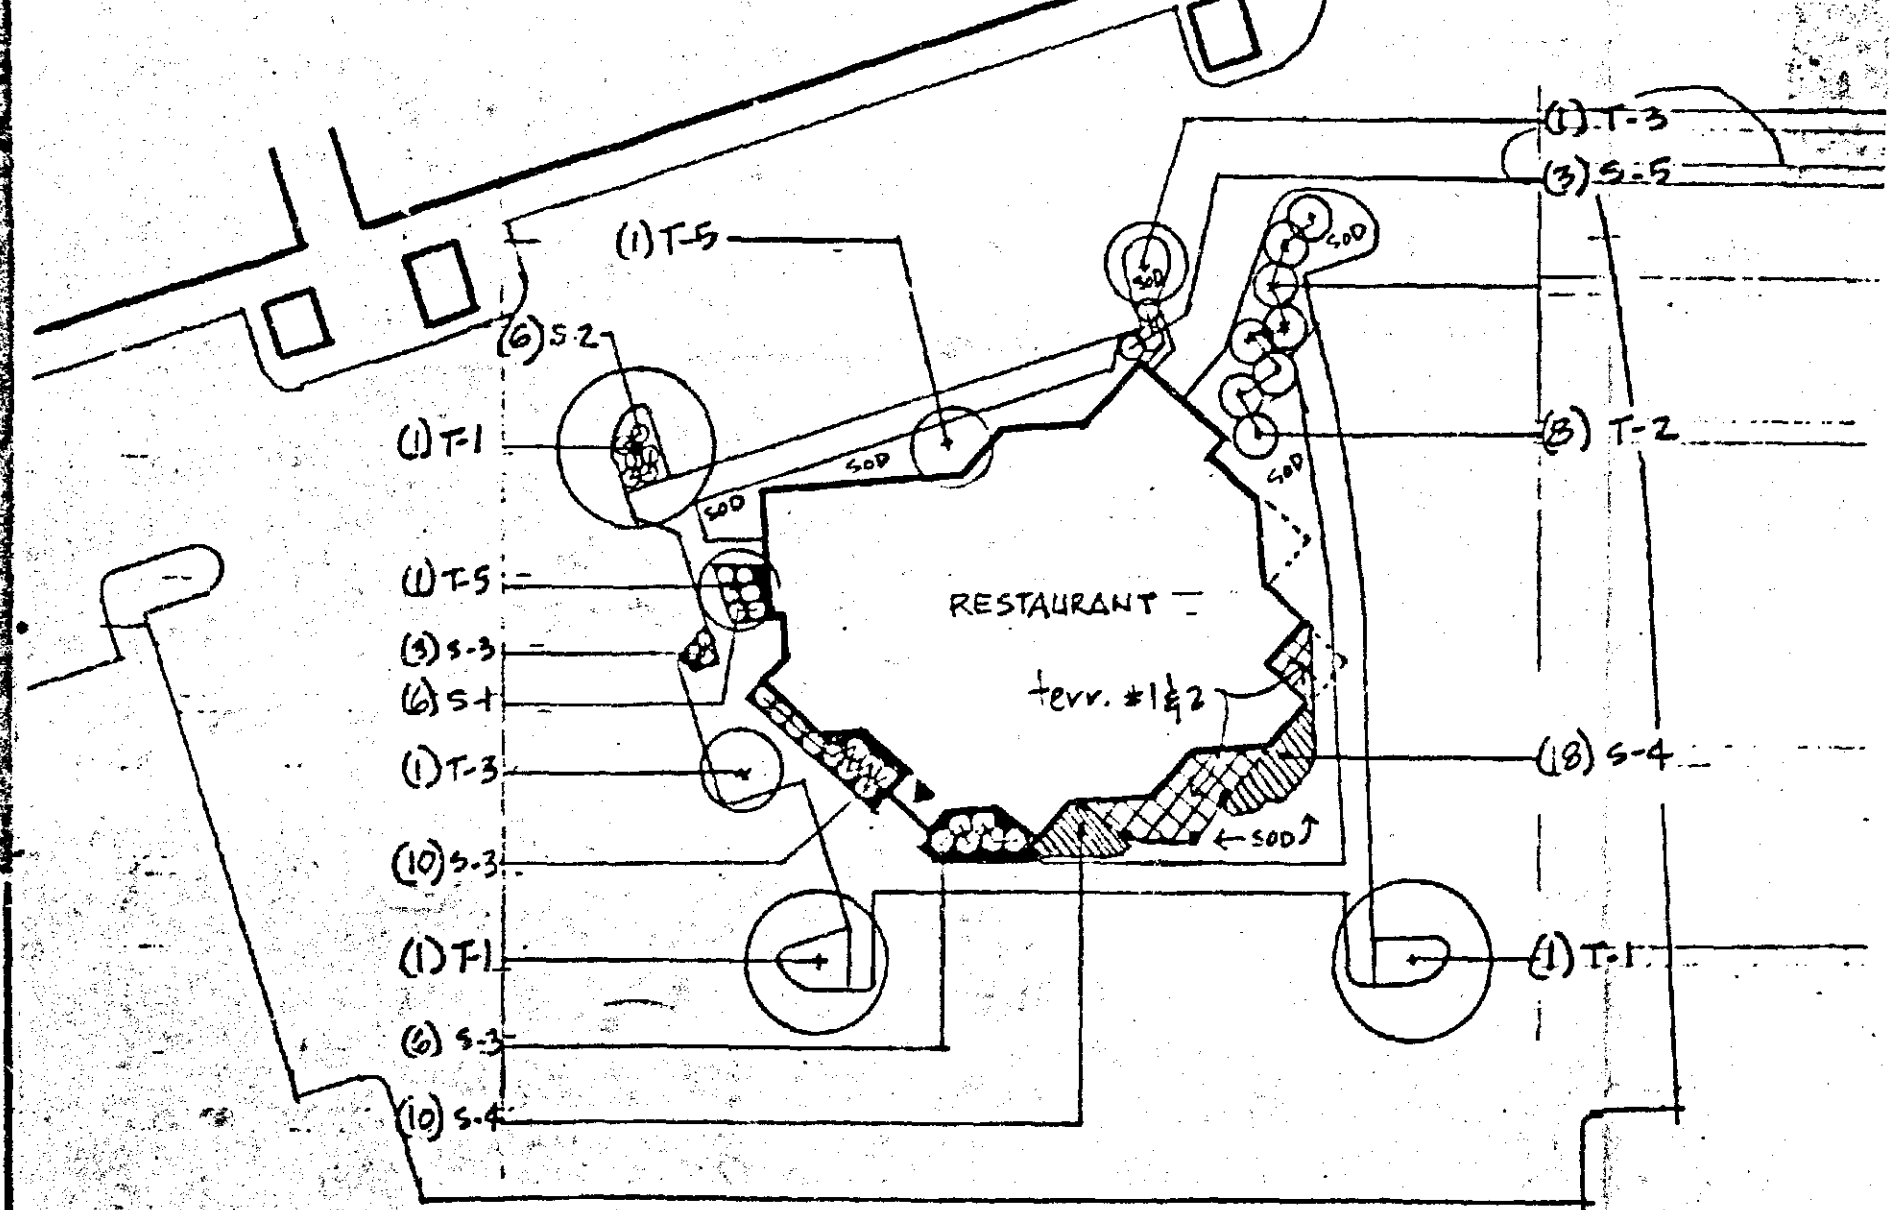 (1) T-3
(3) S-5
(1) T-5
SOD
SOD
(6) S-2
(8) T-2
(1) T-1
SOD
SOD
SOD
(1) T-5
RESTAURANT
(3) S-3
(6) S-1
terr. #1 & 2
(18) S-4
(1) T-3
←SOD
(10) S-3
(1) T-1
(1) T-1
(6) S-3
(10) S-4